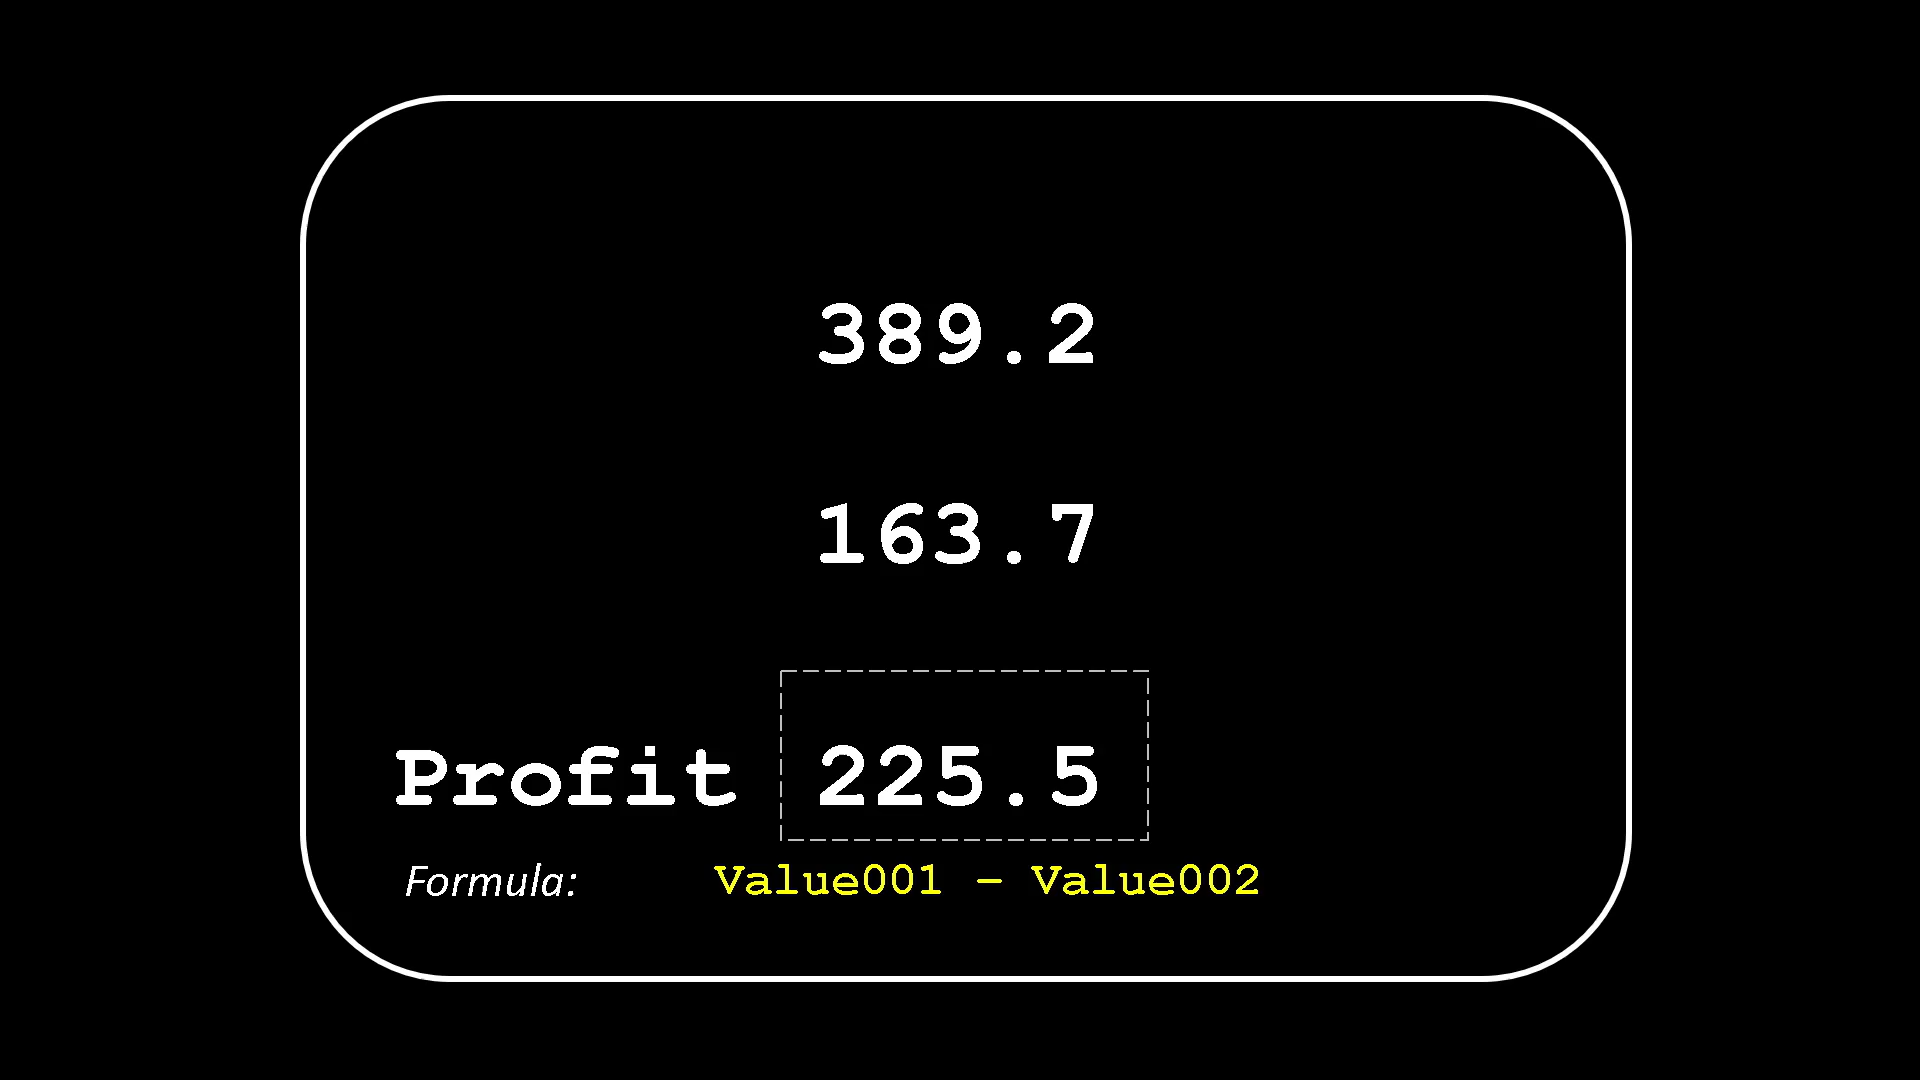 389.2
163.7
Profit 225.5
Formula: Value001 – Value002